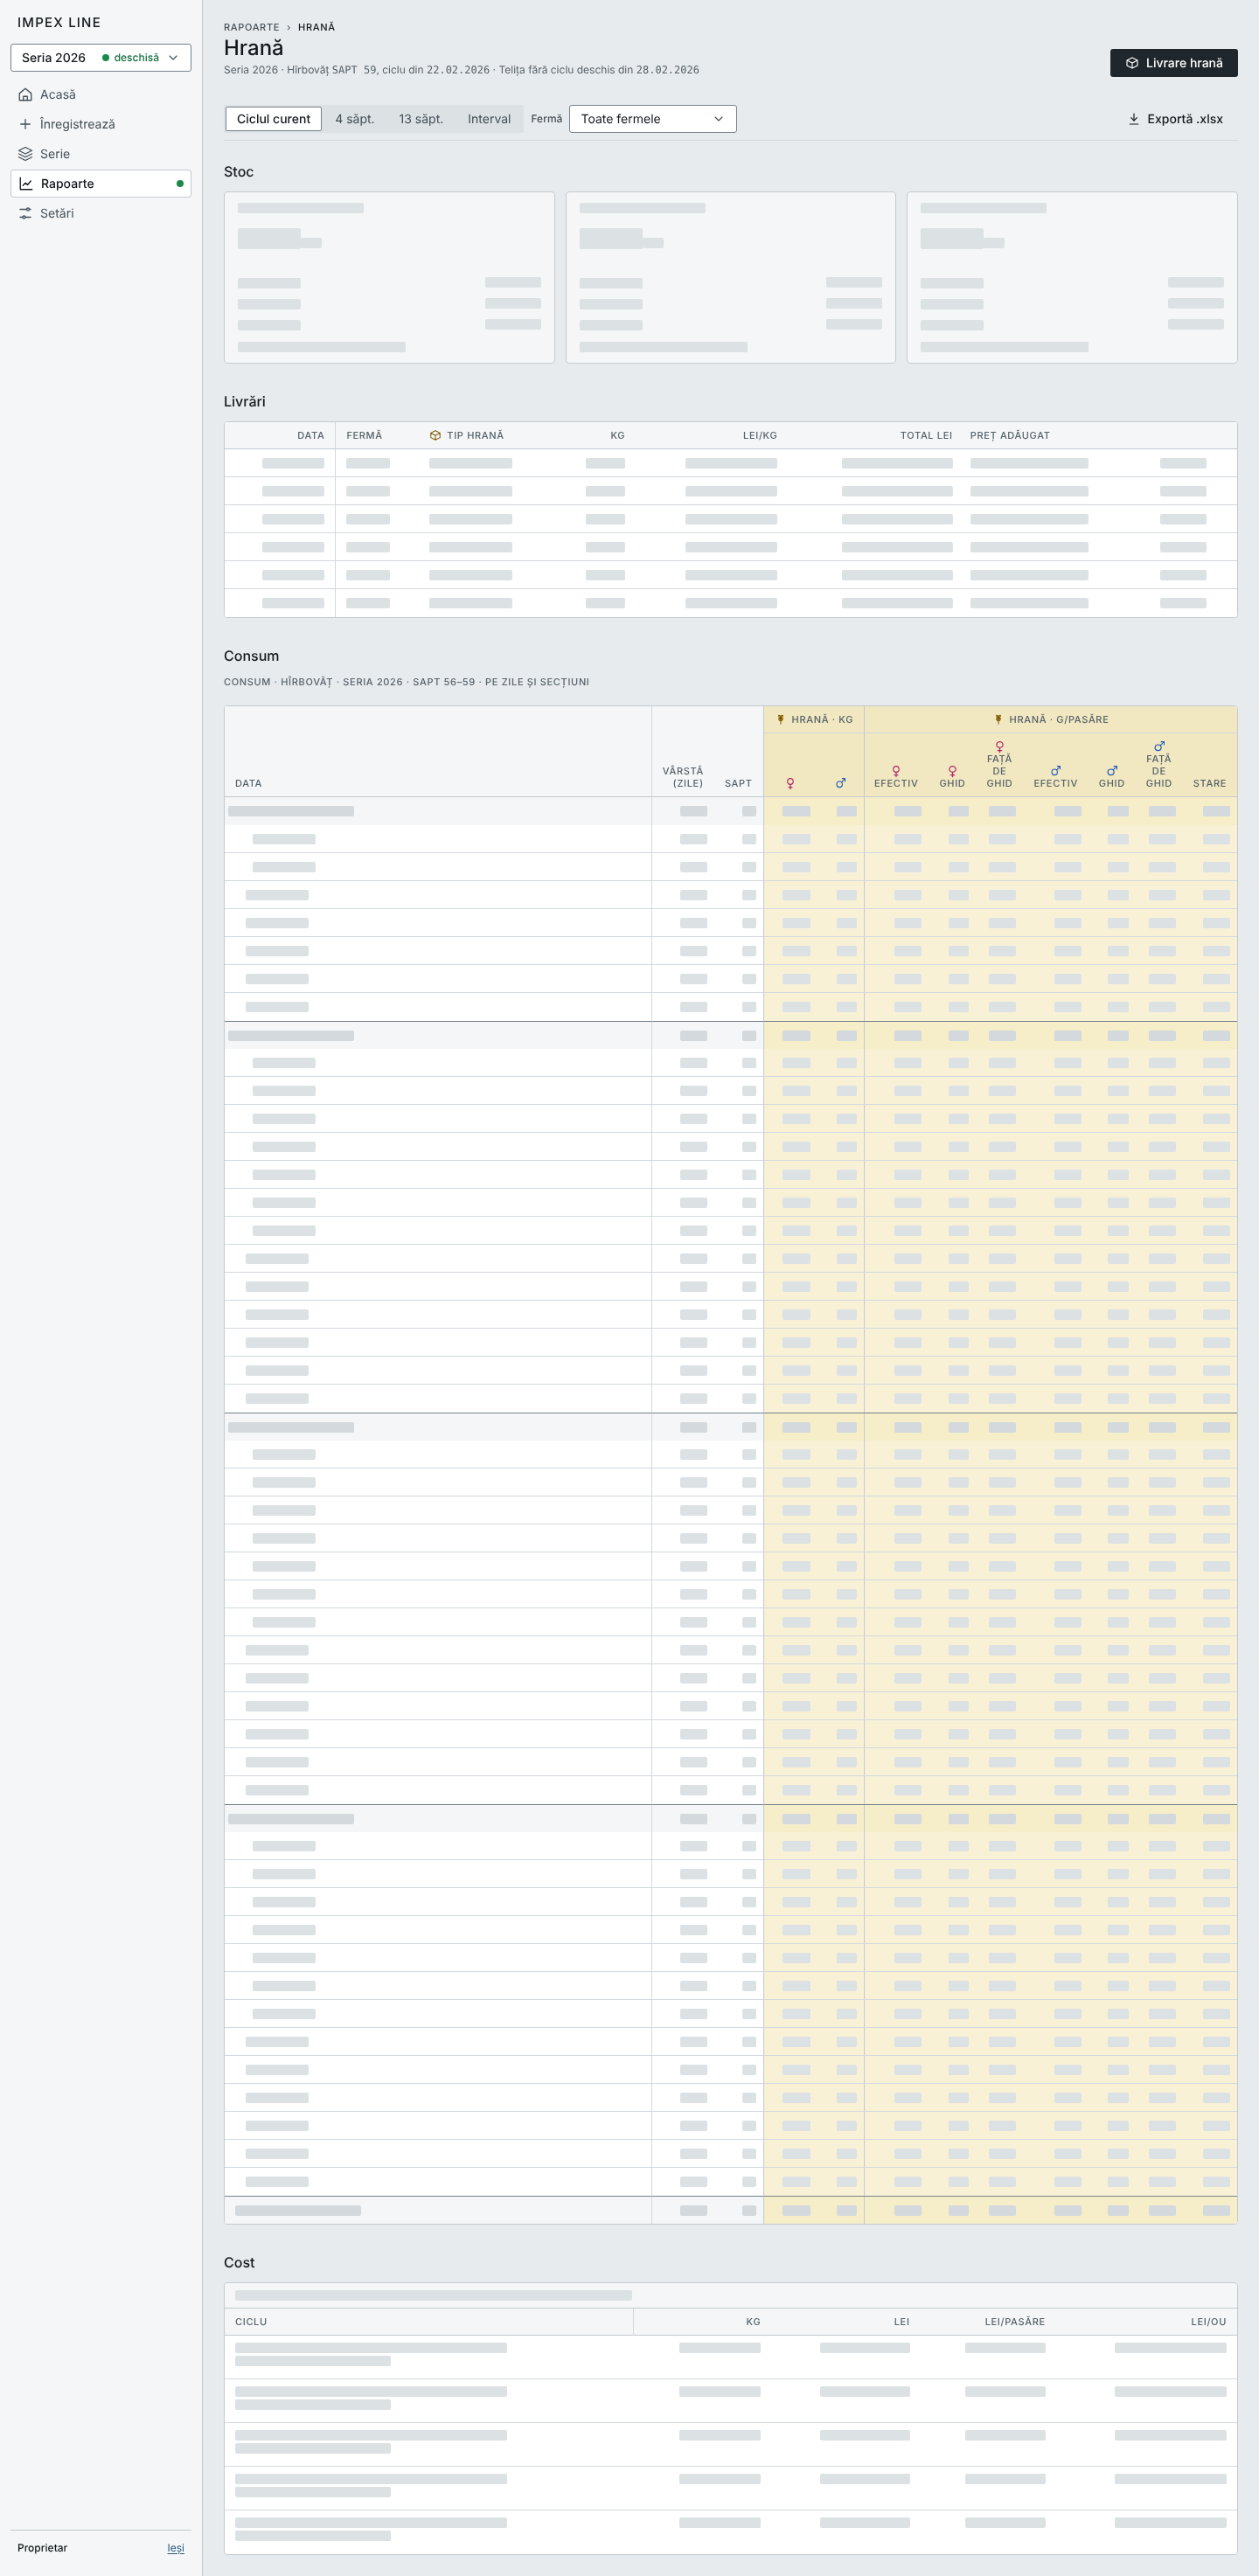 IMPEX LINE
Seria 2026 deschisă
Acasă
Înregistrează
Serie
Rapoarte
Setări
Proprietar Ieși
RAPOARTE › HRANĂ
Hrană
Seria 2026 · Hîrbovăț SAPT 59, ciclu din 22.02.2026 · Telița fără ciclu deschis din 28.02.2026
Livrare hrană
Ciclul curent 4 săpt. 13 săpt. Interval Fermă Toate fermele Exportă .xlsx
Stoc
Livrări
DATA FERMĂ TIP HRANĂ KG LEI/KG TOTAL LEI PREȚ ADĂUGAT
Consum
CONSUM · HÎRBOVĂȚ · SERIA 2026 · SAPT 56–59 · PE ZILE ȘI SECȚIUNI
HRANĂ · KG HRANĂ · G/PASĂRE
DATA VÂRSTĂ (ZILE) SAPT ♀ ♂ ♀ EFECTIV ♀ GHID ♀ FAȚĂ DE GHID ♂ EFECTIV ♂ GHID ♂ FAȚĂ DE GHID STARE
Cost
CICLU KG LEI LEI/PASĂRE LEI/OU